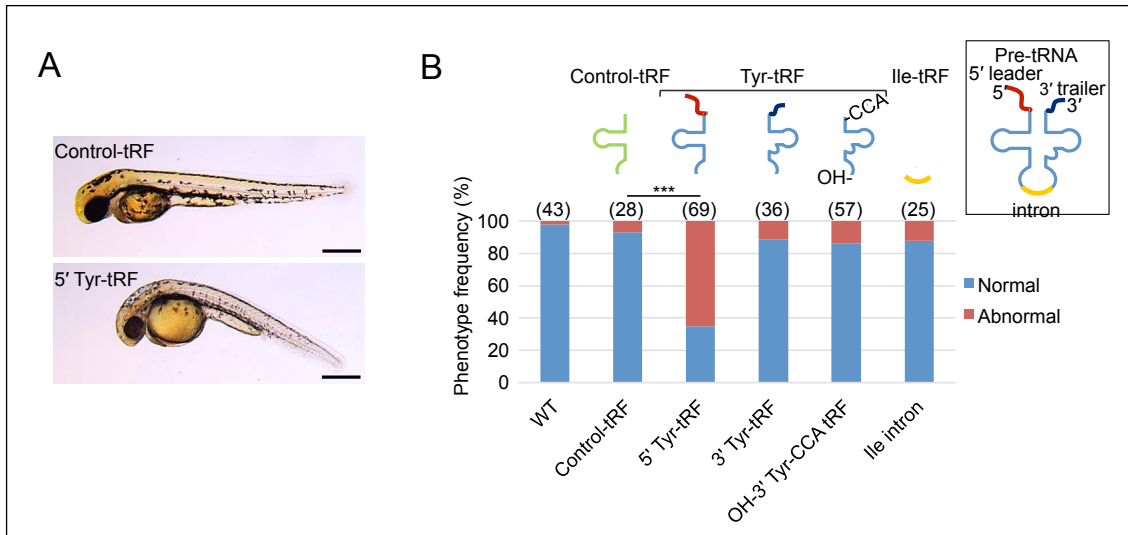 A
Control-tRF
5′ Tyr-tRF
B
Control-tRF
Tyr-tRF
Ile-tRF
-CCA
OH-
Pre-tRNA
5′ leader
5′
3′ trailer
3′
intron
***
(43)
(28)
(69)
(36)
(57)
(25)
Phenotype frequency (%)
100
80
60
40
20
0
WT
Control-tRF
5′ Tyr-tRF
3′ Tyr-tRF
OH-3′ Tyr-CCA tRF
Ile intron
Normal
Abnormal